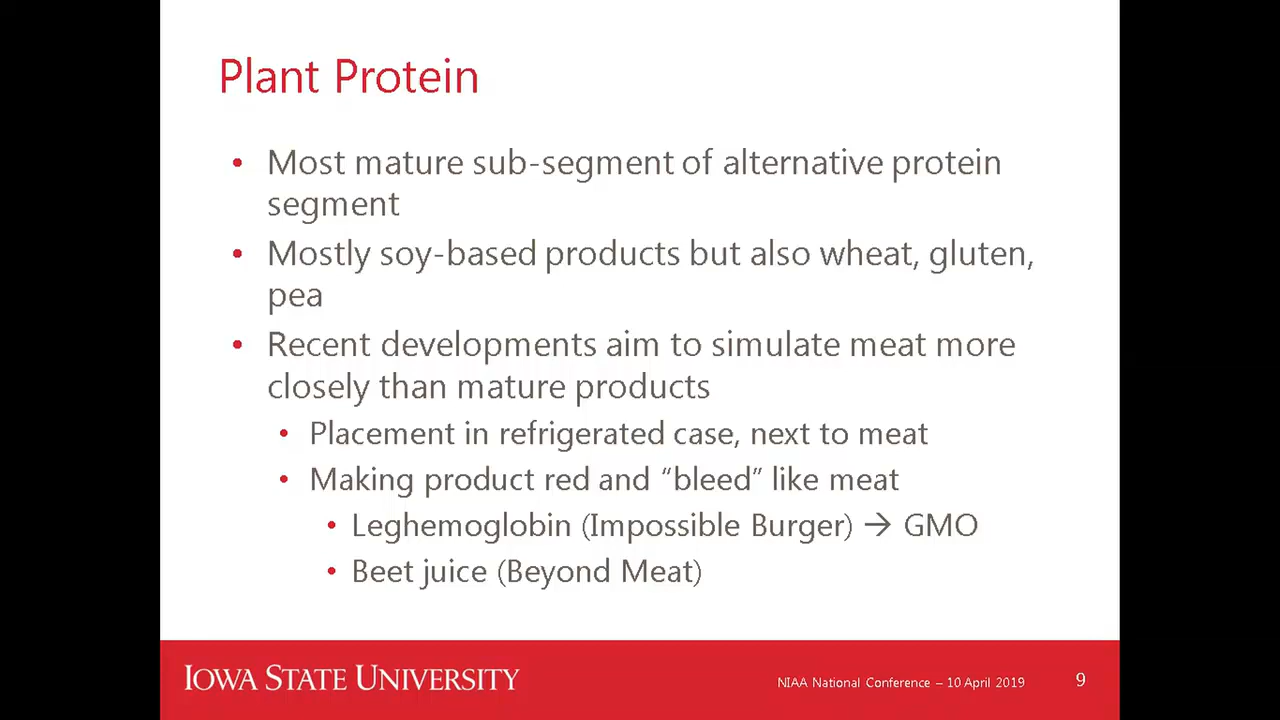 Plant Protein
• Most mature sub-segment of alternative protein
segment
• Mostly soy-based products but also wheat, gluten,
pea
• Recent developments aim to simulate meat more
closely than mature products
• Placement in refrigerated case, next to meat
• Making product red and “bleed” like meat
• Leghemoglobin (Impossible Burger) → GMO
• Beet juice (Beyond Meat)
IOWA STATE UNIVERSITY
NIAA National Conference – 10 April 2019
9